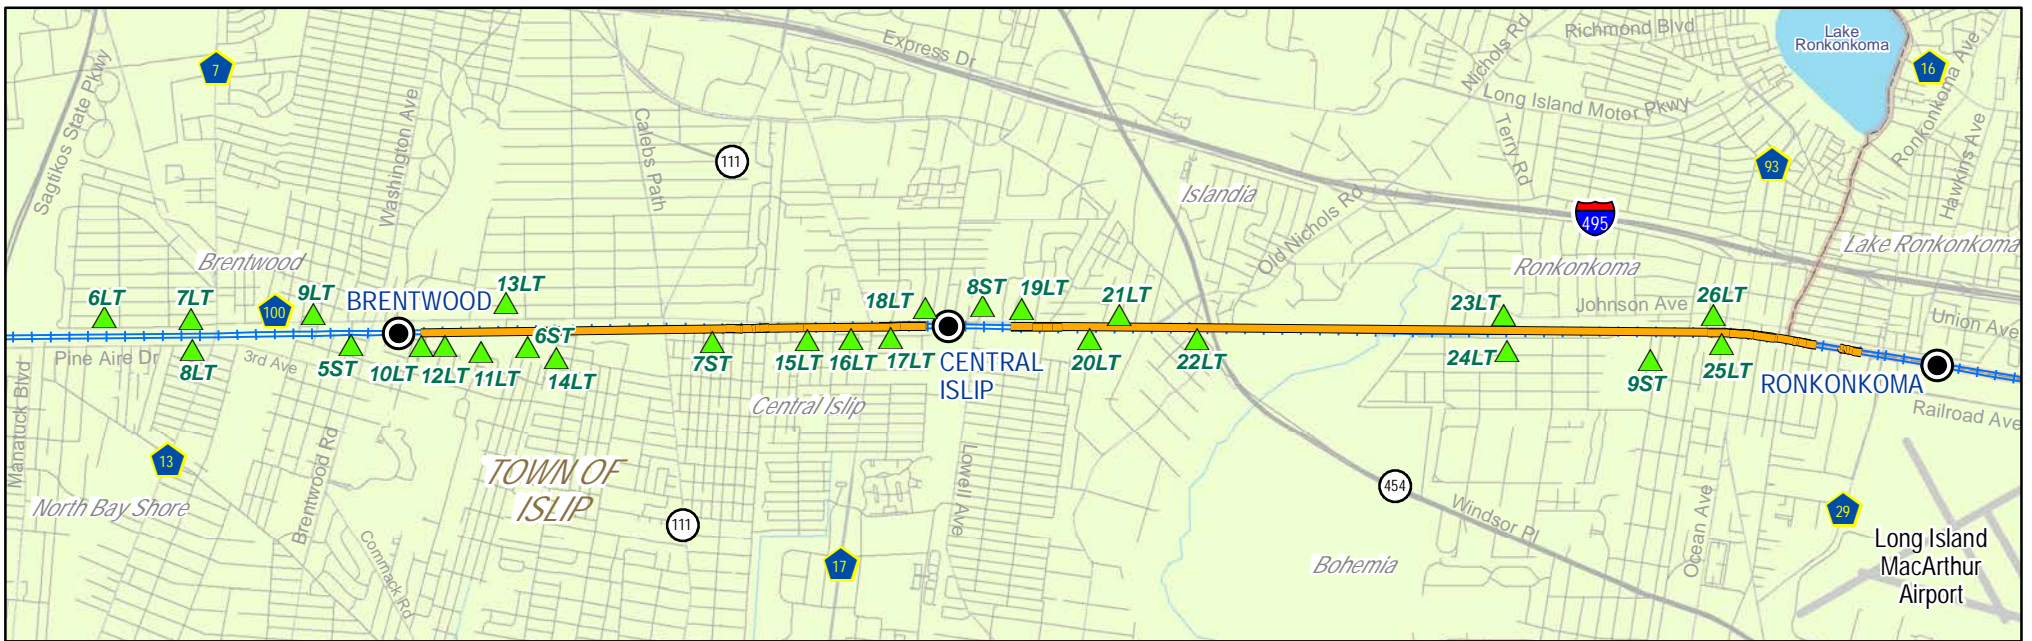 Express Dr
Nichols Rd
Richmond Blvd
Lake
Ronkonkoma
7
16
Sagtikos State Pkwy
Washington Ave
Calebs Path
111
Long Island Motor Pkwy
Terry Rd
93
Ronkonkoma Ave
Hawkins Ave
Islandia
Old Nichols Rd
495
Lake Ronkonkoma
Brentwood
Ronkonkoma
6LT
7LT
100
9LT
BRENTWOOD
13LT
18LT
8ST
19LT
21LT
23LT
Johnson Ave
26LT
Union Ave
Pine Aire Dr
8LT
3rd Ave
5ST
10LT
12LT
11LT
6ST
14LT
7ST
15LT
16LT
17LT
CENTRAL
ISLIP
20LT
22LT
24LT
9ST
25LT
RONKONKOMA
Railroad Ave
Manatuck Blvd
Central Islip
13
Brentwood Rd
TOWN OF
ISLIP
Lowell Ave
454
Windsor Pl
Ocean Ave
29
North Bay Shore
Commack Rd
111
17
Bohemia
Long Island
MacArthur
Airport